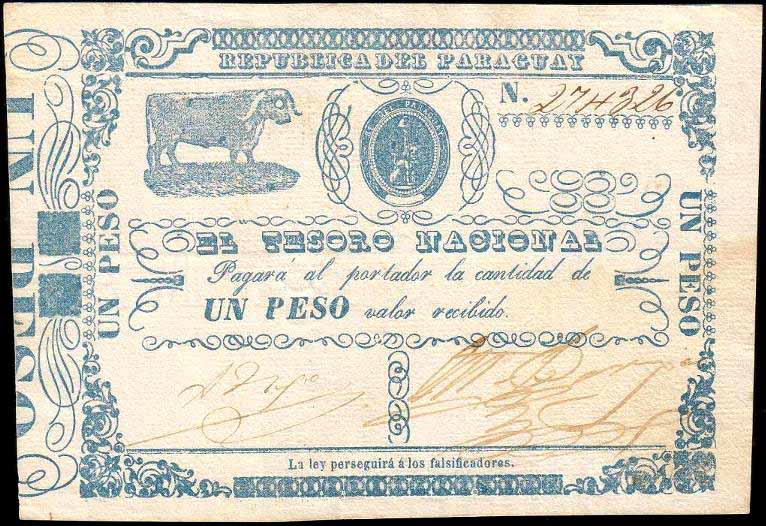 REPUBLICA DEL PARAGUAY
N. 274326
UN PESO
UN PESO
UN PESO
EL TESORO NACIONAL
Pagara al portador la cantidad de
UN PESO valor recibido.
La ley perseguirá á los falsificadores.